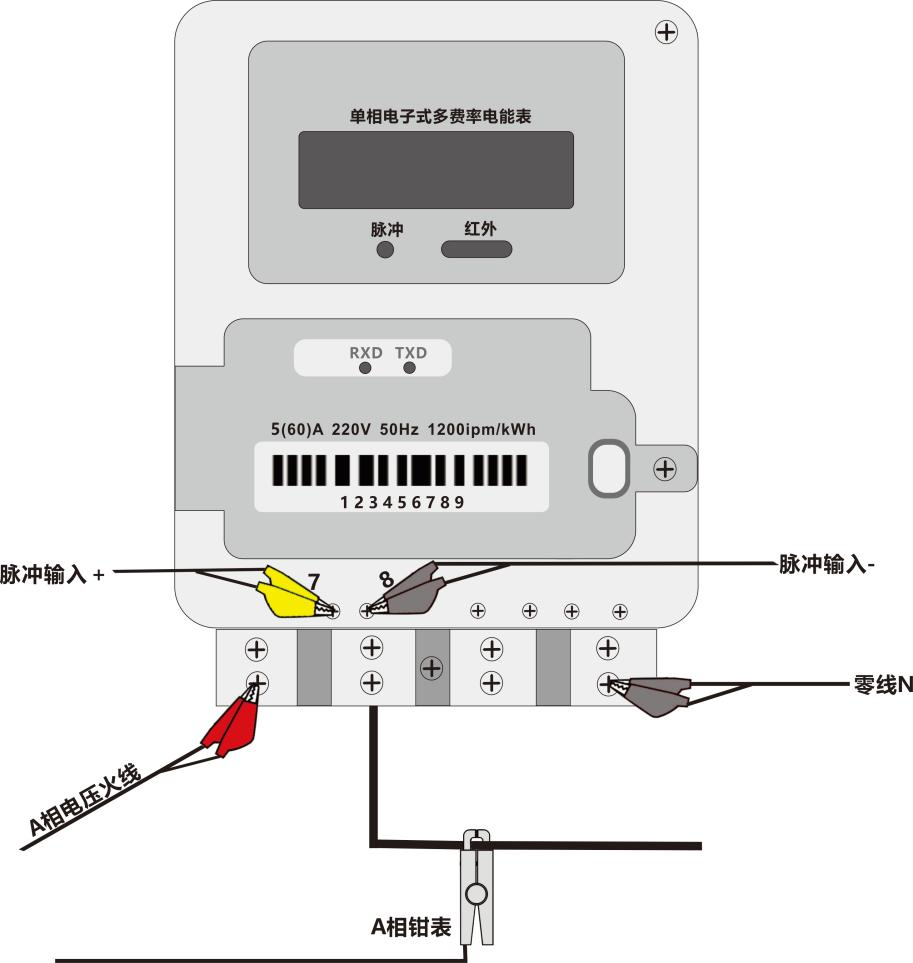 单相电子式多费率电能表
脉冲
红外
RXD TXD
5(60)A 220V 50Hz 1200ipm/kWh
123456789
脉冲输入+
7
8
脉冲输入-
零线N
A相电压火线
A相钳表